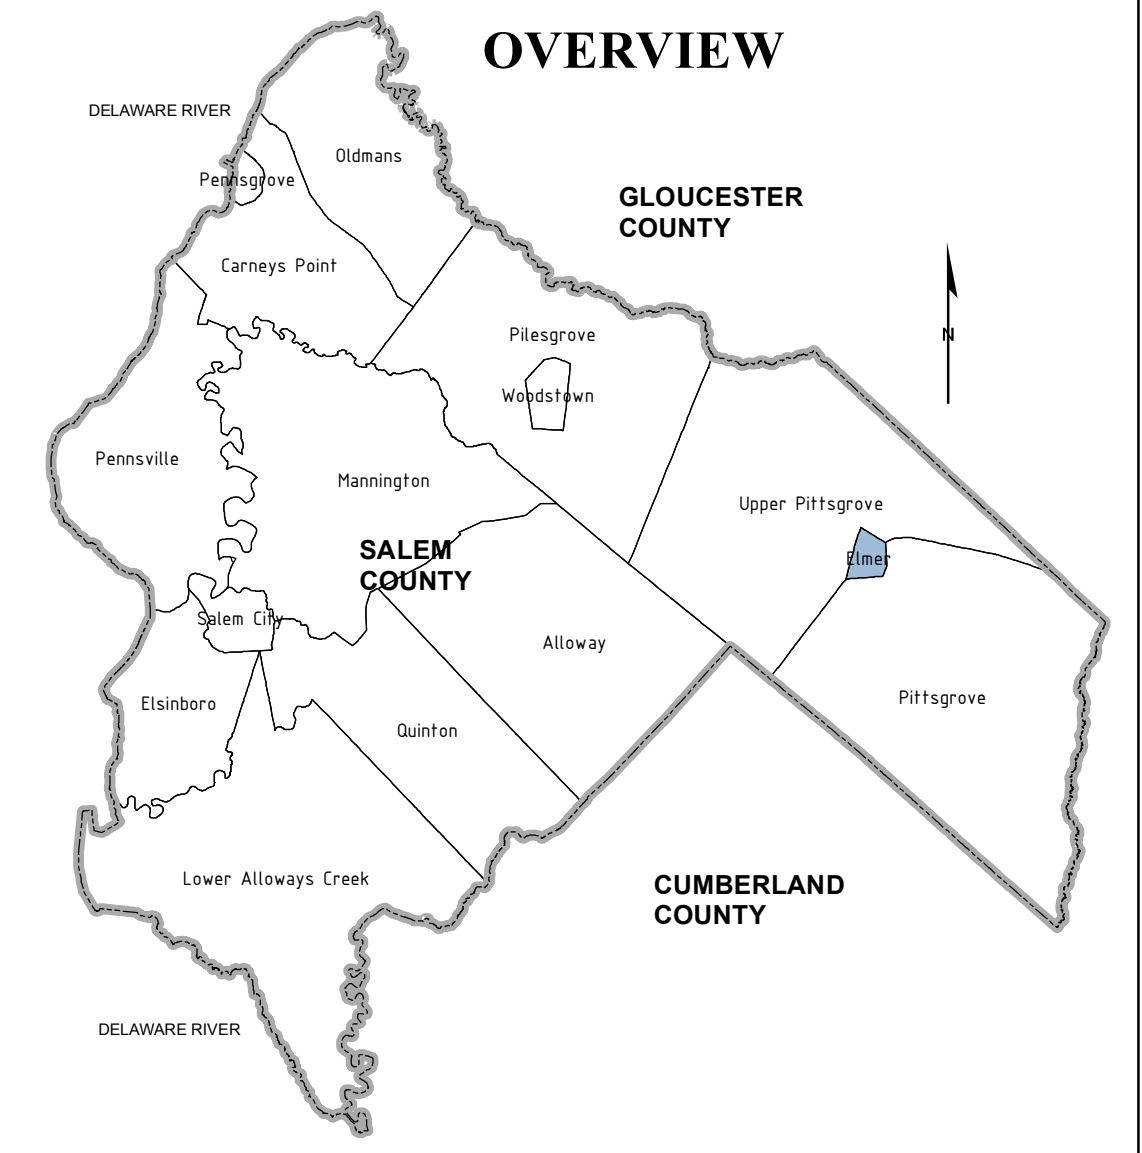 OVERVIEW
DELAWARE RIVER
Oldmans
Pennsgrove
GLOUCESTER
COUNTY
Carneys Point
Pilesgrove
N
Woodstown
Pennsville
Mannington
Upper Pittsgrove
SALEM
COUNTY
Elmer
Salem City
Alloway
Elsinboro
Pittsgrove
Quinton
Lower Alloways Creek
CUMBERLAND
COUNTY
DELAWARE RIVER